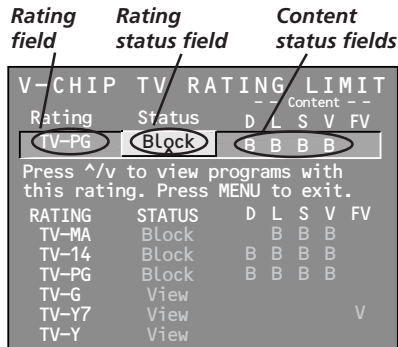 Rating Rating Content
field status field status fields
V-CHIP TV RATING LIMIT
-- Content --
Rating Status D L S V FV
TV-PG Block B B B B
Press ^/v to view programs with
this rating. Press MENU to exit.
RATING STATUS D L S V FV
TV-MA Block B B B
TV-14 Block B B B B
TV-PG Block B B B B
TV-G View
TV-Y7 View V
TV-Y View